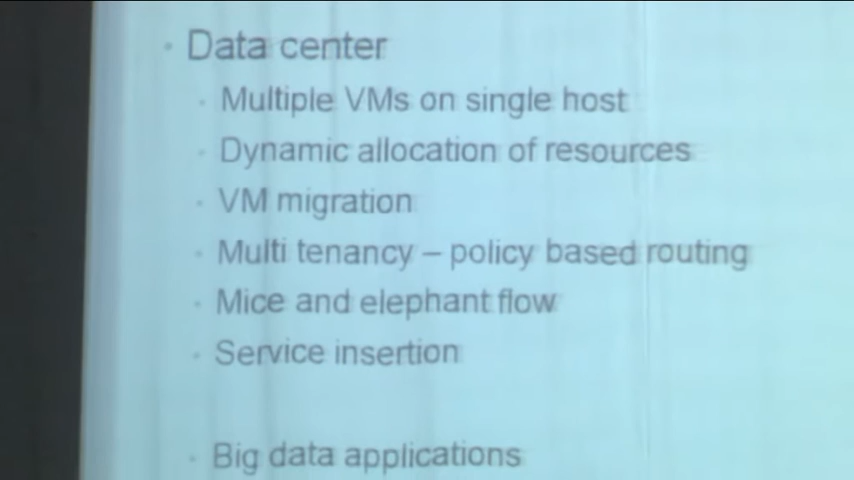 • Data center
• Multiple VMs on single host
• Dynamic allocation of resources
• VM migration
• Multi tenancy – policy based routing
• Mice and elephant flow
• Service insertion
• Big data applications